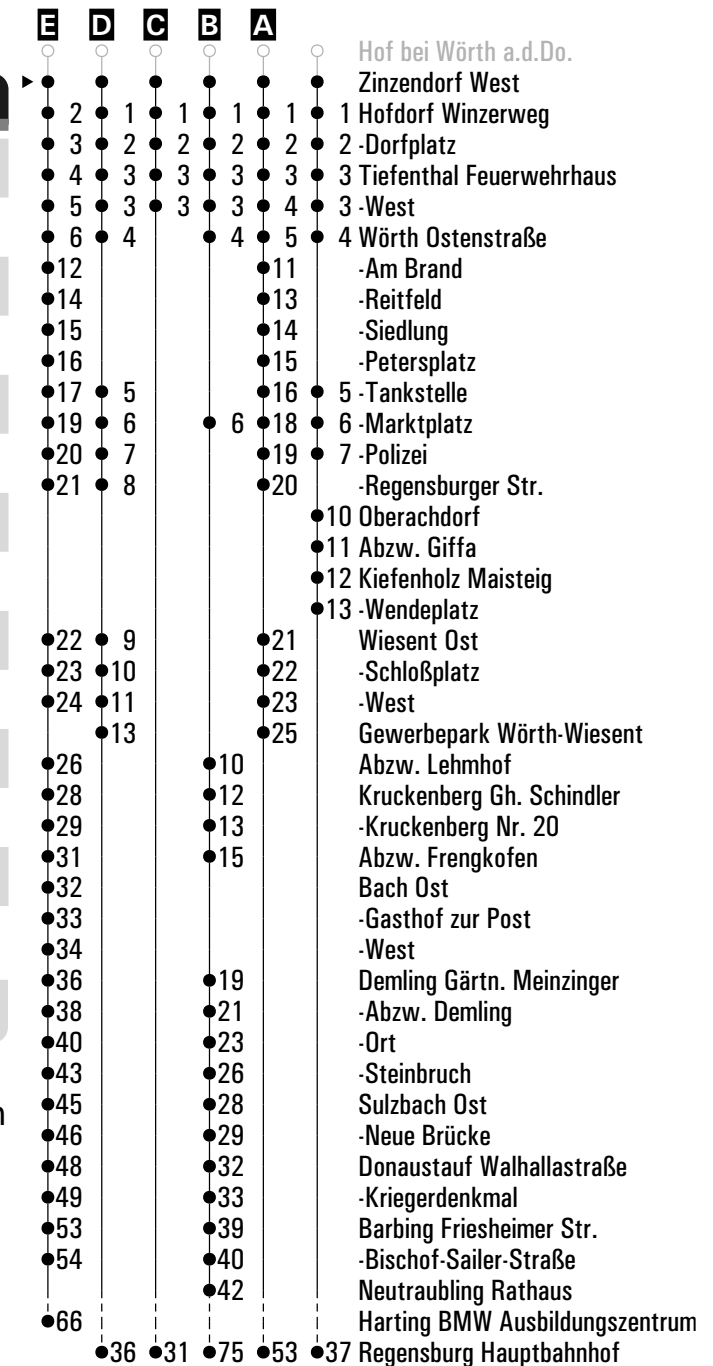 E D C B A
Hof bei Wörth a.d.Do.
Zinzendorf West
2 1 1 1 1 1 Hofdorf Winzerweg
3 2 2 2 2 2 -Dorfplatz
4 3 3 3 3 3 Tiefenthal Feuerwehrhaus
5 3 3 3 4 3 -West
6 4 4 5 4 Wörth Ostenstraße
12 11 -Am Brand
14 13 -Reitfeld
15 14 -Siedlung
16 15 -Petersplatz
17 5 16 5 -Tankstelle
19 6 6 18 6 -Marktplatz
20 7 19 7 -Polizei
21 8 20 -Regensburger Str.
10 Oberachdorf
11 Abzw. Giffa
12 Kiefenholz Maisteig
13 -Wendeplatz
22 9 21 Wiesent Ost
23 10 22 -Schloßplatz
24 11 23 -West
13 25 Gewerbepark Wörth-Wiesent
26 10 Abzw. Lehmhof
28 12 Kruckenberg Gh. Schindler
29 13 -Kruckenberg Nr. 20
31 15 Abzw. Frengkofen
32 Bach Ost
33 -Gasthof zur Post
34 -West
36 19 Demling Gärtn. Meinzinger
38 21 -Abzw. Demling
40 23 -Ort
43 26 -Steinbruch
45 28 Sulzbach Ost
46 29 -Neue Brücke
48 32 Donaustauf Walhallastraße
49 33 -Kriegerdenkmal
53 39 Barbing Friesheimer Str.
54 40 -Bischof-Sailer-Straße
42 Neutraubling Rathaus
66 Harting BMW Ausbildungszentrum
36 31 75 53 37 Regensburg Hauptbahnhof